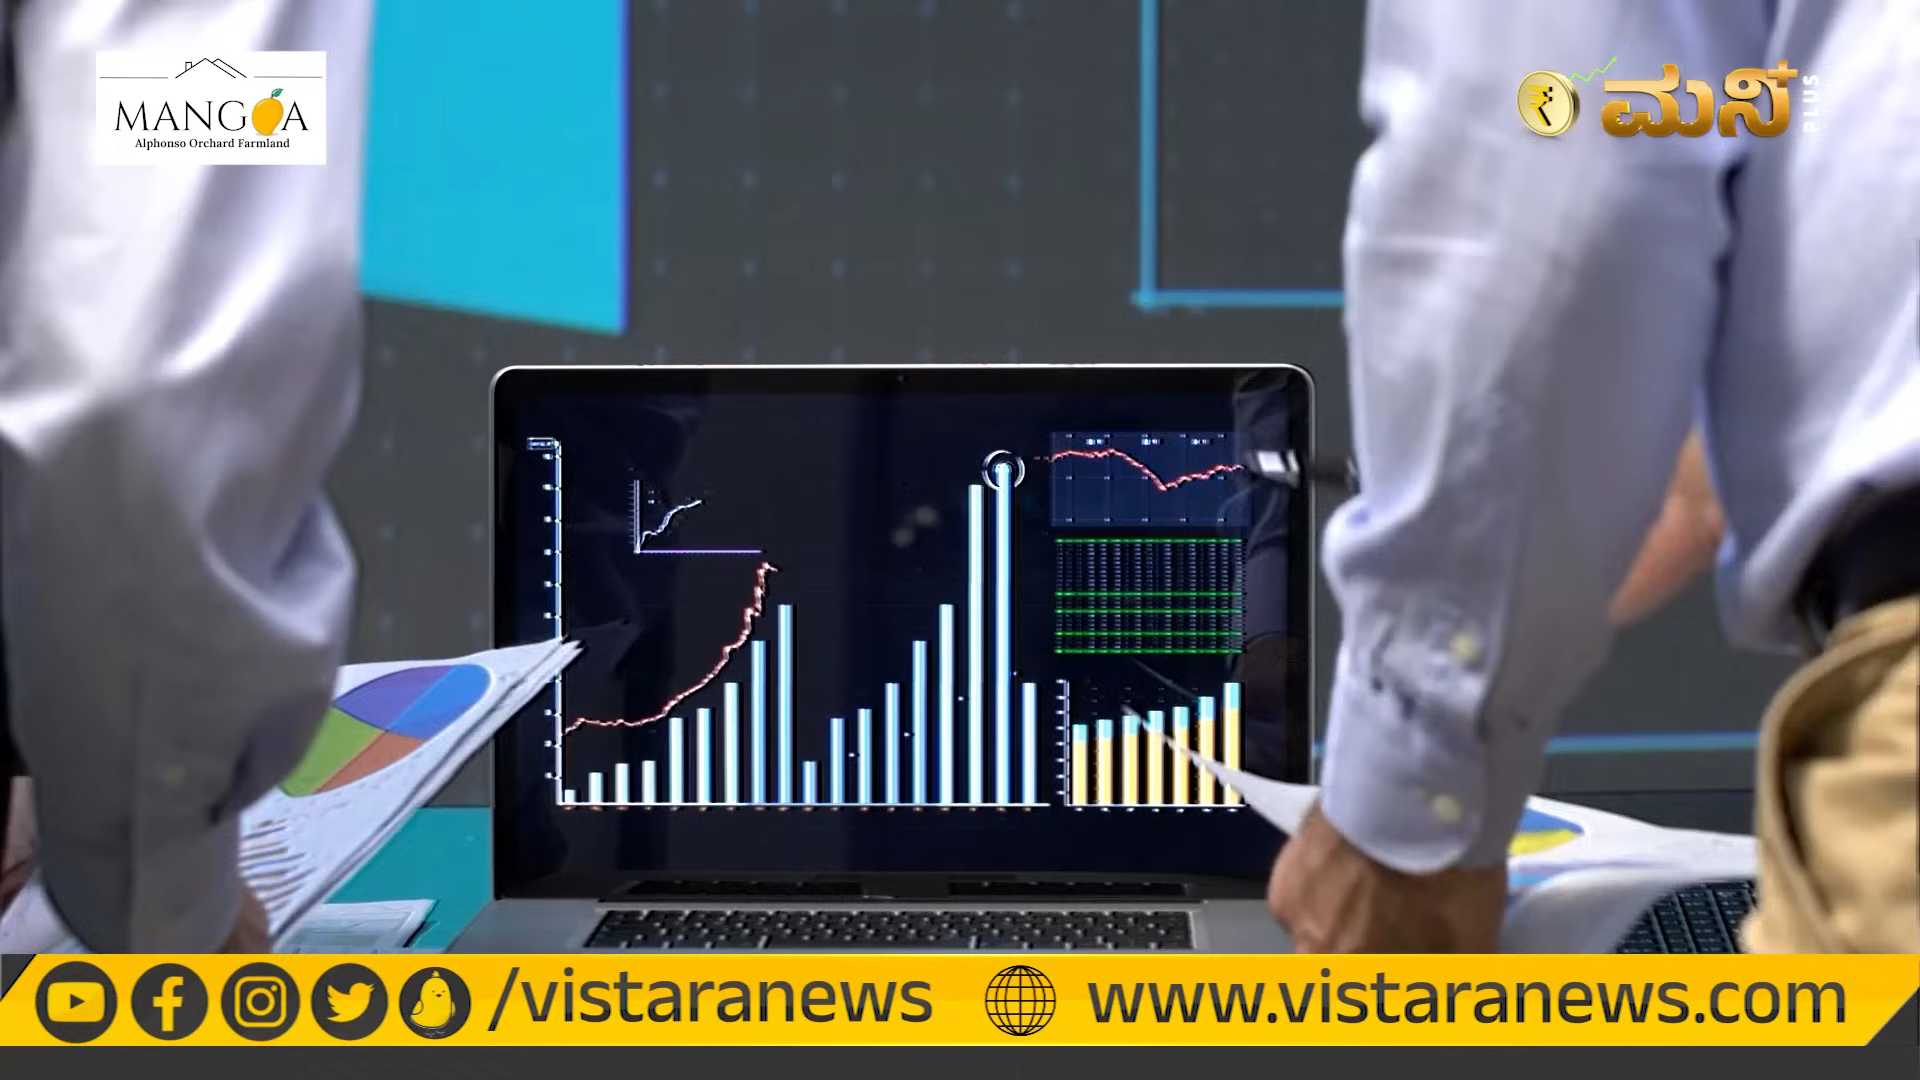 MANGOA
Alphonso Orchard Farmland
ಮನಿ+
PLUS
/vistaranews
www.vistaranews.com